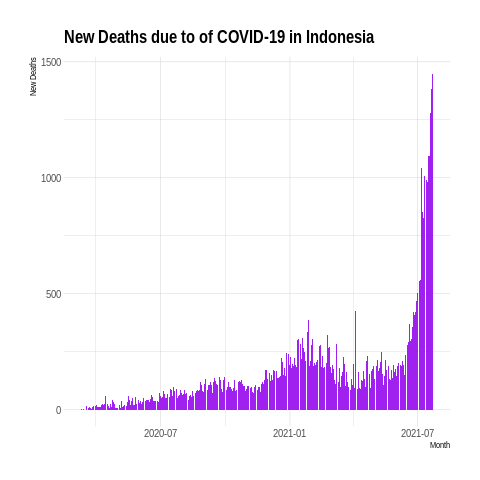 New Deaths due to of COVID-19 in Indonesia
New Deaths
1500
1000
500
0
2020-07
2021-01
2021-07
Month